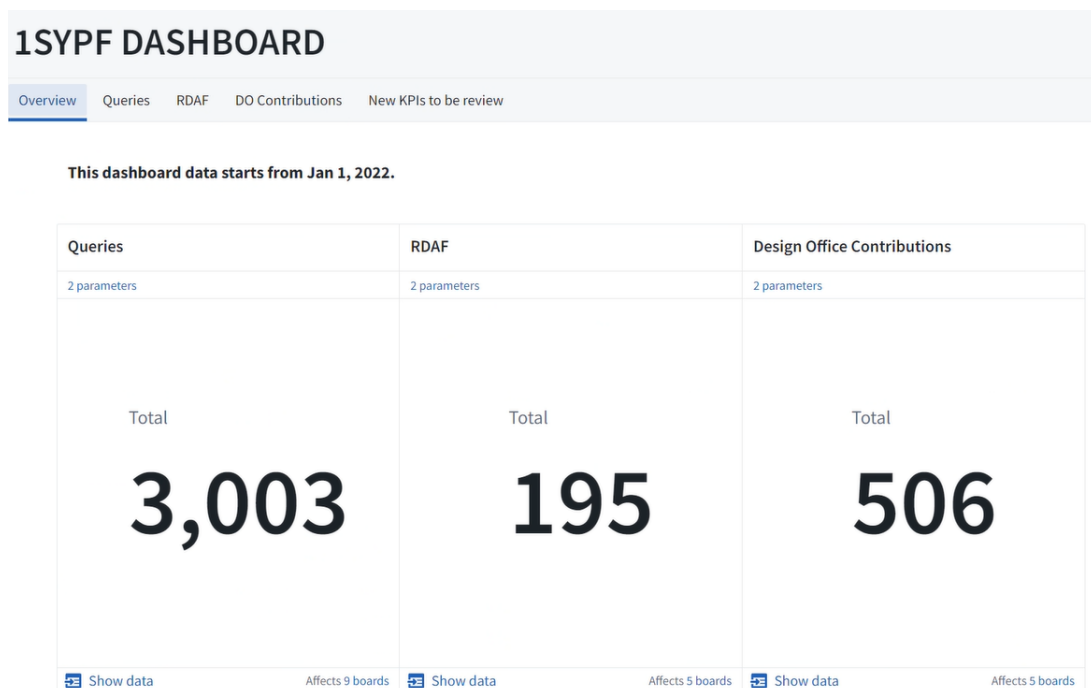 1SYPF DASHBOARD
Overview Queries RDAF DO Contributions New KPIs to be review
This dashboard data starts from Jan 1, 2022.
Queries RDAF Design Office Contributions
2 parameters 2 parameters 2 parameters
Total Total Total
3,003 195 506
Show data Affects 9 boards Show data Affects 5 boards Show data Affects 5 boards